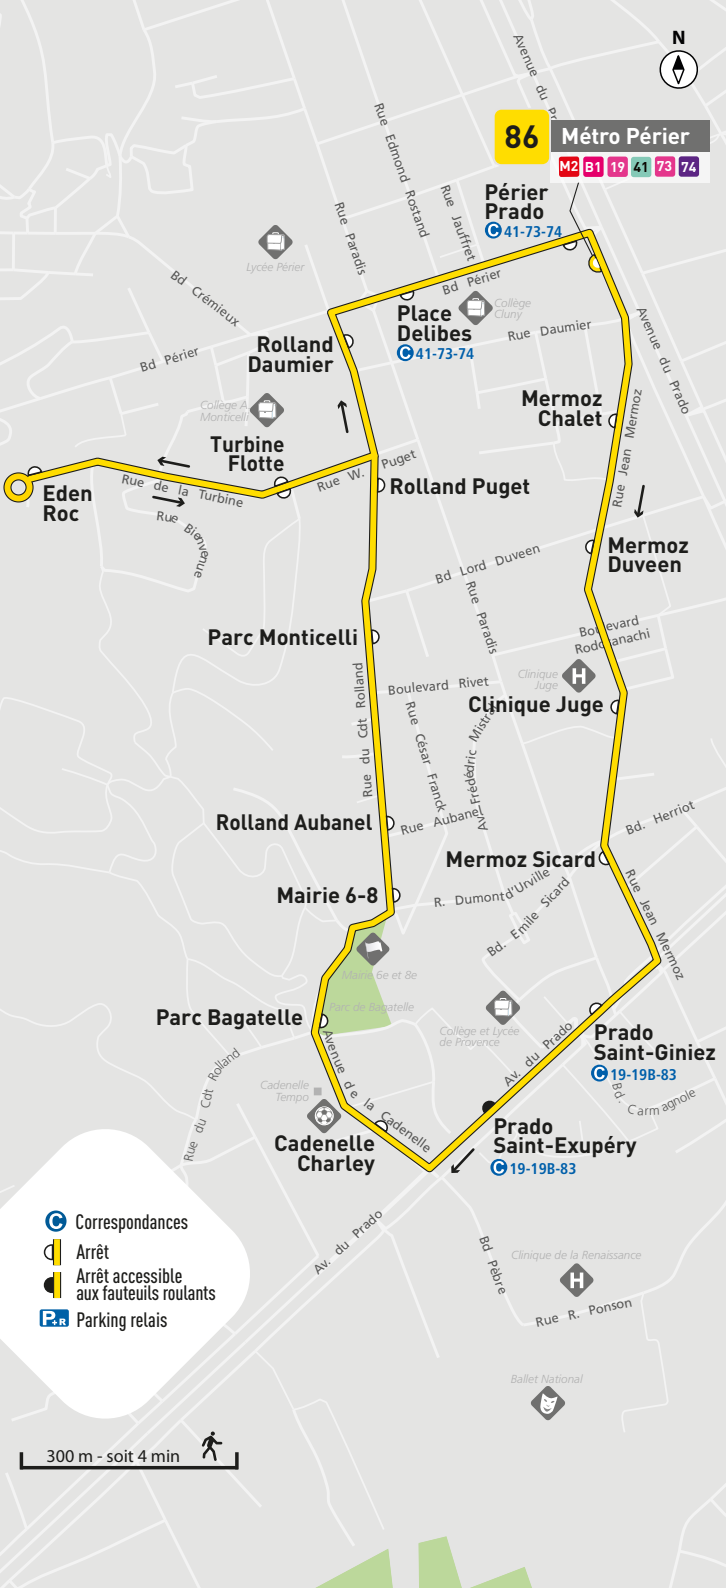 N
Avenue du Pr
86
Métro Périer
M2 B1 19 41 73 74
Rue Edmond Rostand
Rue Jauffret
Rue Paradis
Périer
Prado
C 41-73-74
Lycée Périer
Bd Crémieux
Bd Périer
Collège
Cluny
Place
Delibes
C 41-73-74
Rue Daumier
Avenue du Prado
Rolland
Daumier
Bd Périer
Collège A.
Monticelli
Mermoz
Chalet
Rue Jean Mermoz
Turbine
Flotte
Rue W. Puget
Eden
Roc
Rue de la Turbine
Rue Bienvenue
Rolland Puget
Mermoz
Duveen
Bd Lord Duveen
Rue Paradis
Boulevard
Rodocanachi
Parc Monticelli
Clinique
Juge
H
Boulevard Rivet
Clinique Juge
Rue du Cdt Rolland
Rue César Franck
Av. Frédéric Mistral
Rolland Aubanel
Rue Aubanel
Bd. Herriot
Mermoz Sicard
Mairie 6-8
R. Dumont d'Urville
Bd. Emile Sicard
Rue Jean Mermoz
Mairie 6e et 8e
Parc de Bagatelle
Parc Bagatelle
Collège et Lycée
de Provence
Av. du Prado
Prado
Saint-Giniez
C 19-19B-83
Bd. Carmagnole
Rue du Cdt Rolland
Avenue de la Cadenelle
Cadenelle
Tempo
Cadenelle
Charley
Prado
Saint-Exupéry
C 19-19B-83
Av. du Prado
Bd Pèbre
Clinique de la Renaissance
H
Rue R. Ponson
Ballet National
C Correspondances
Arrêt
Arrêt accessible
aux fauteuils roulants
P+R Parking relais
300 m - soit 4 min